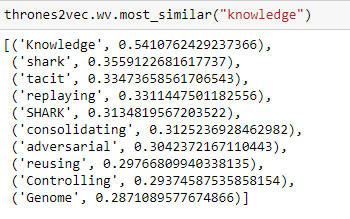 thrones2vec.wv.most_similar("knowledge")
[('Knowledge', 0.5410762429237366),
('shark', 0.3559122681617737),
('tacit', 0.33473658561706543),
('replaying', 0.3311447501182556),
('SHARK', 0.3134819567203522),
('consolidating', 0.3125236928462982),
('adversarial', 0.3042372167110443),
('reusing', 0.29766809940338135),
('Controlling', 0.29374587535858154),
('Genome', 0.2871089577674866)]